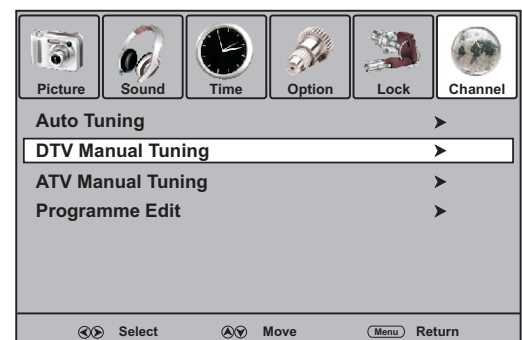 Picture Sound Time Option Lock Channel
Auto Tuning
DTV Manual Tuning
ATV Manual Tuning
Programme Edit
Select Move Menu Return